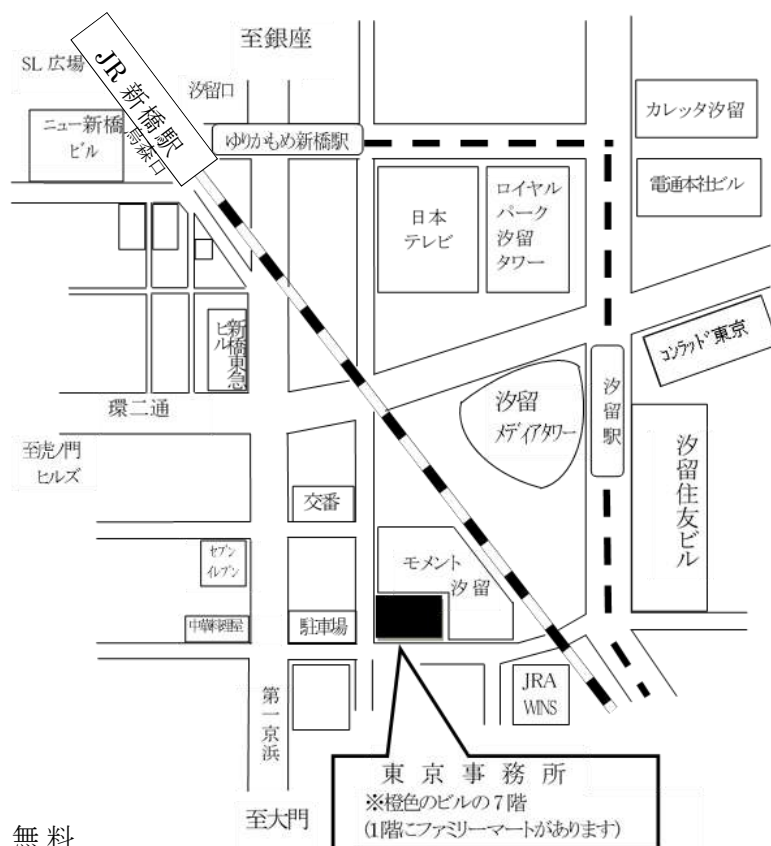 至銀座
SL 広場
JR 新橋駅
汐留口
烏森口
ニュー新橋
ビル
ゆりかもめ新橋駅
カレッタ汐留
電通本社ビル
日本
テレビ
ロイヤル
パーク
汐留
タワー
新橋東急
ビル
コンラッド東京
環二通
汐留
メディアタワー
汐留駅
至虎ノ門
ヒルズ
汐留住友ビル
交番
セブン
イレブン
モメント
汐留
中華料理屋
駐車場
第一京浜
JRA
WINS
東京事務所
※橙色のビルの7階
(1階にファミリーマートがあります)
至大門
無料